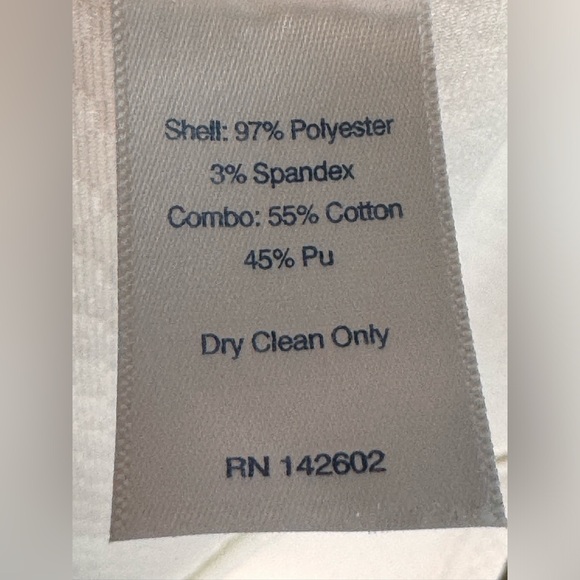 Shell: 97% Polyester
3% Spandex
Combo: 55% Cotton
45% Pu
Dry Clean Only
RN 142602